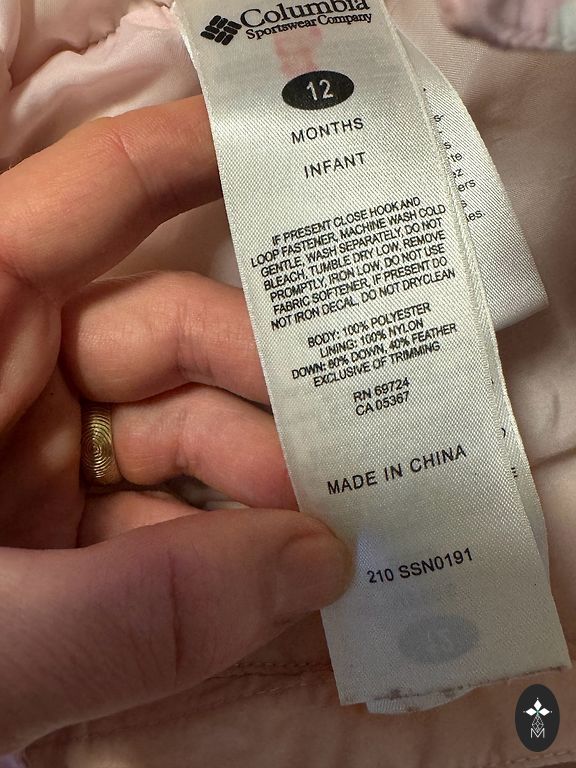 Columbia
Sportswear Company
12
MONTHS
INFANT
IF PRESENT CLOSE HOOK AND
LOOP FASTENER, MACHINE WASH COLD
GENTLE, WASH SEPARATELY, DO NOT
BLEACH, TUMBLE DRY LOW, REMOVE
PROMPTLY, IRON LOW, DO NOT USE
FABRIC SOFTENER, IF PRESENT DO
NOT IRON DECAL, DO NOT DRYCLEAN
BODY: 100% POLYESTER
LINING: 100% NYLON
DOWN: 60% DOWN, 40% FEATHER
EXCLUSIVE OF TRIMMING
RN 69724
CA 05367
MADE IN CHINA
210 SSN0191
M